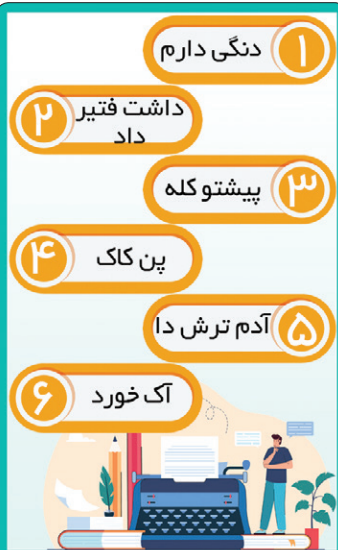 ۱ دنگی دارم
۲ داشت فتیر
داد
۳ پیشتو کله
۴ پن کاک
۵ آدم ترش دا
۶ آک خورد